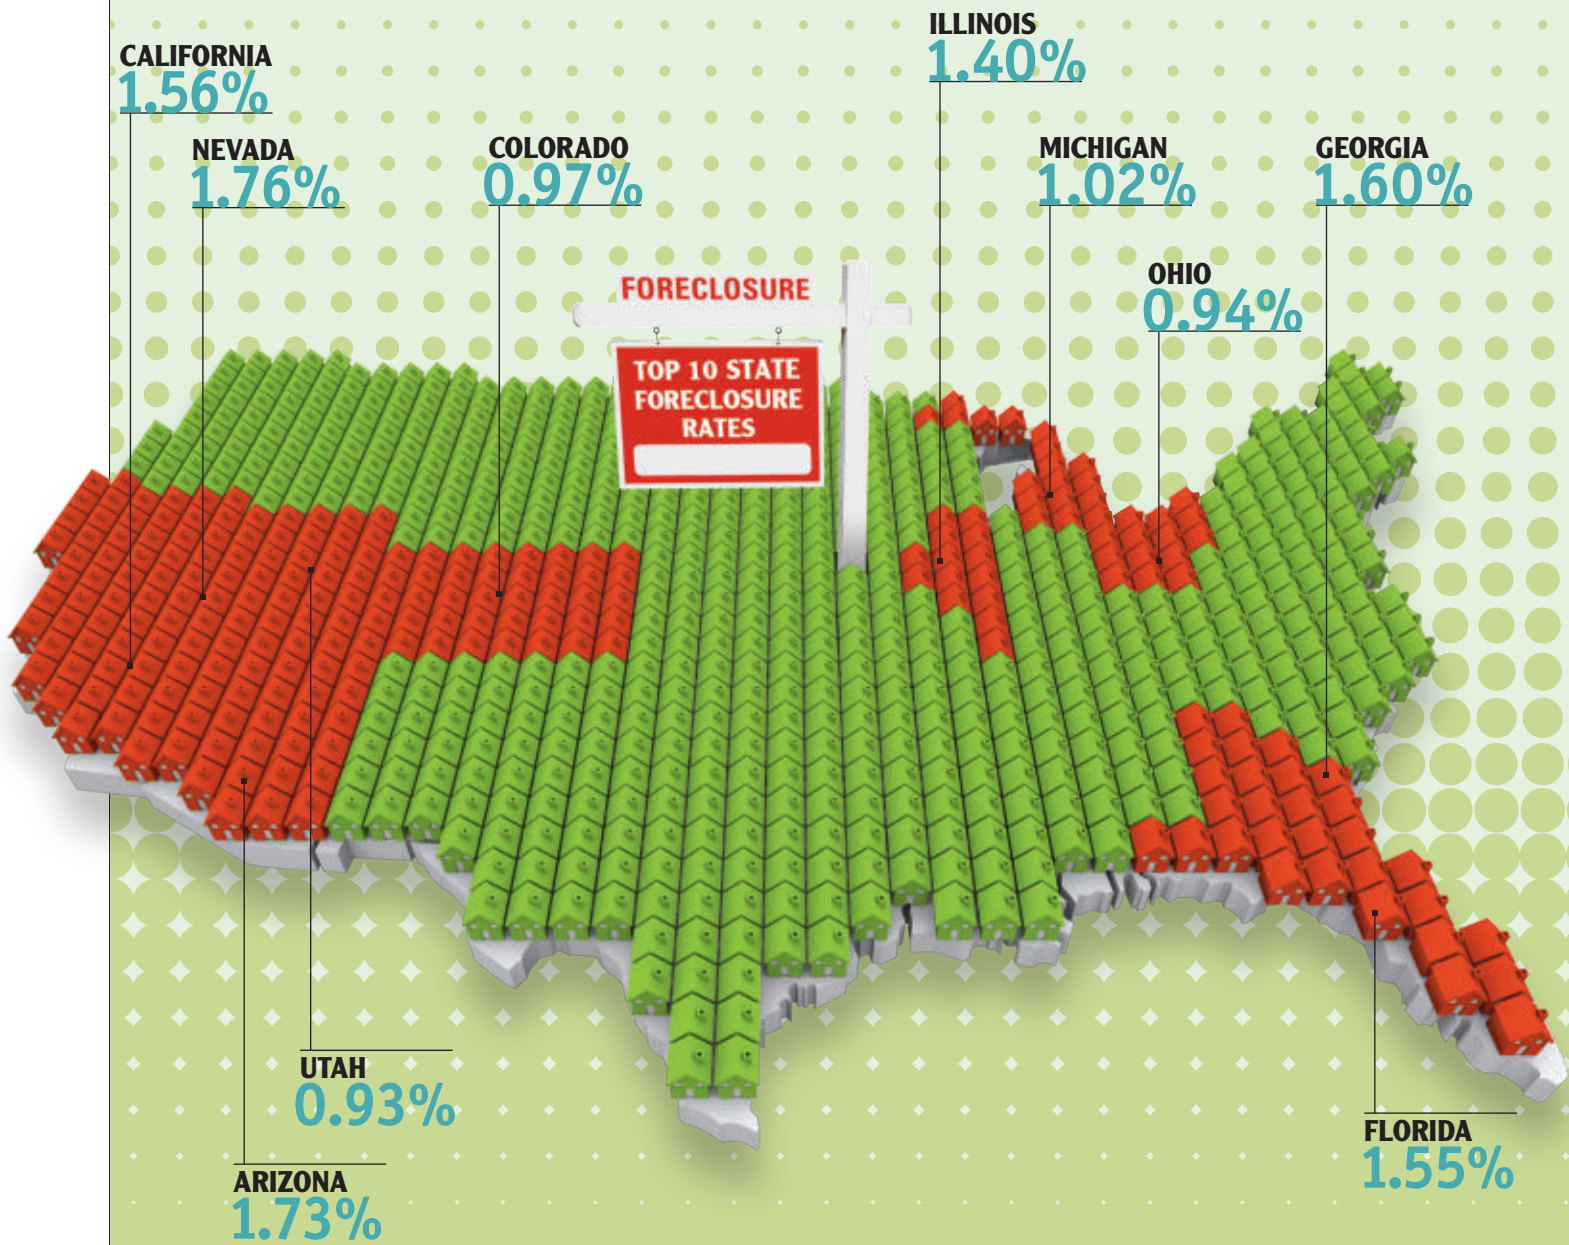 CALIFORNIA
1.56%
NEVADA
1.76%
COLORADO
0.97%
ILLINOIS
1.40%
MICHIGAN
1.02%
GEORGIA
1.60%
OHIO
0.94%
FORECLOSURE
TOP 10 STATE
FORECLOSURE
RATES
UTAH
0.93%
ARIZONA
1.73%
FLORIDA
1.55%